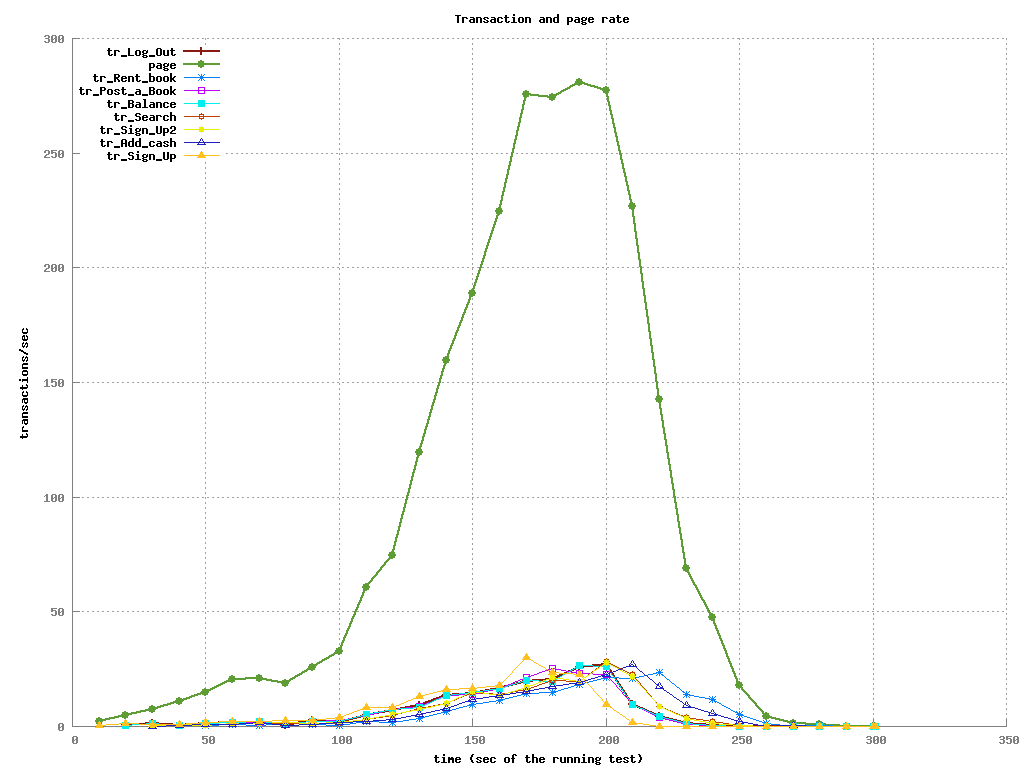 Transaction and page rate
300
250
200
150
100
50
0
transactions/sec
tr_Log_Out
page
tr_Rent_book
tr_Post_a_Book
tr_Balance
tr_Search
tr_Sign_Up2
tr_Add_cash
tr_Sign_Up
0 50 100 150 200 250 300 350
time (sec of the running test)